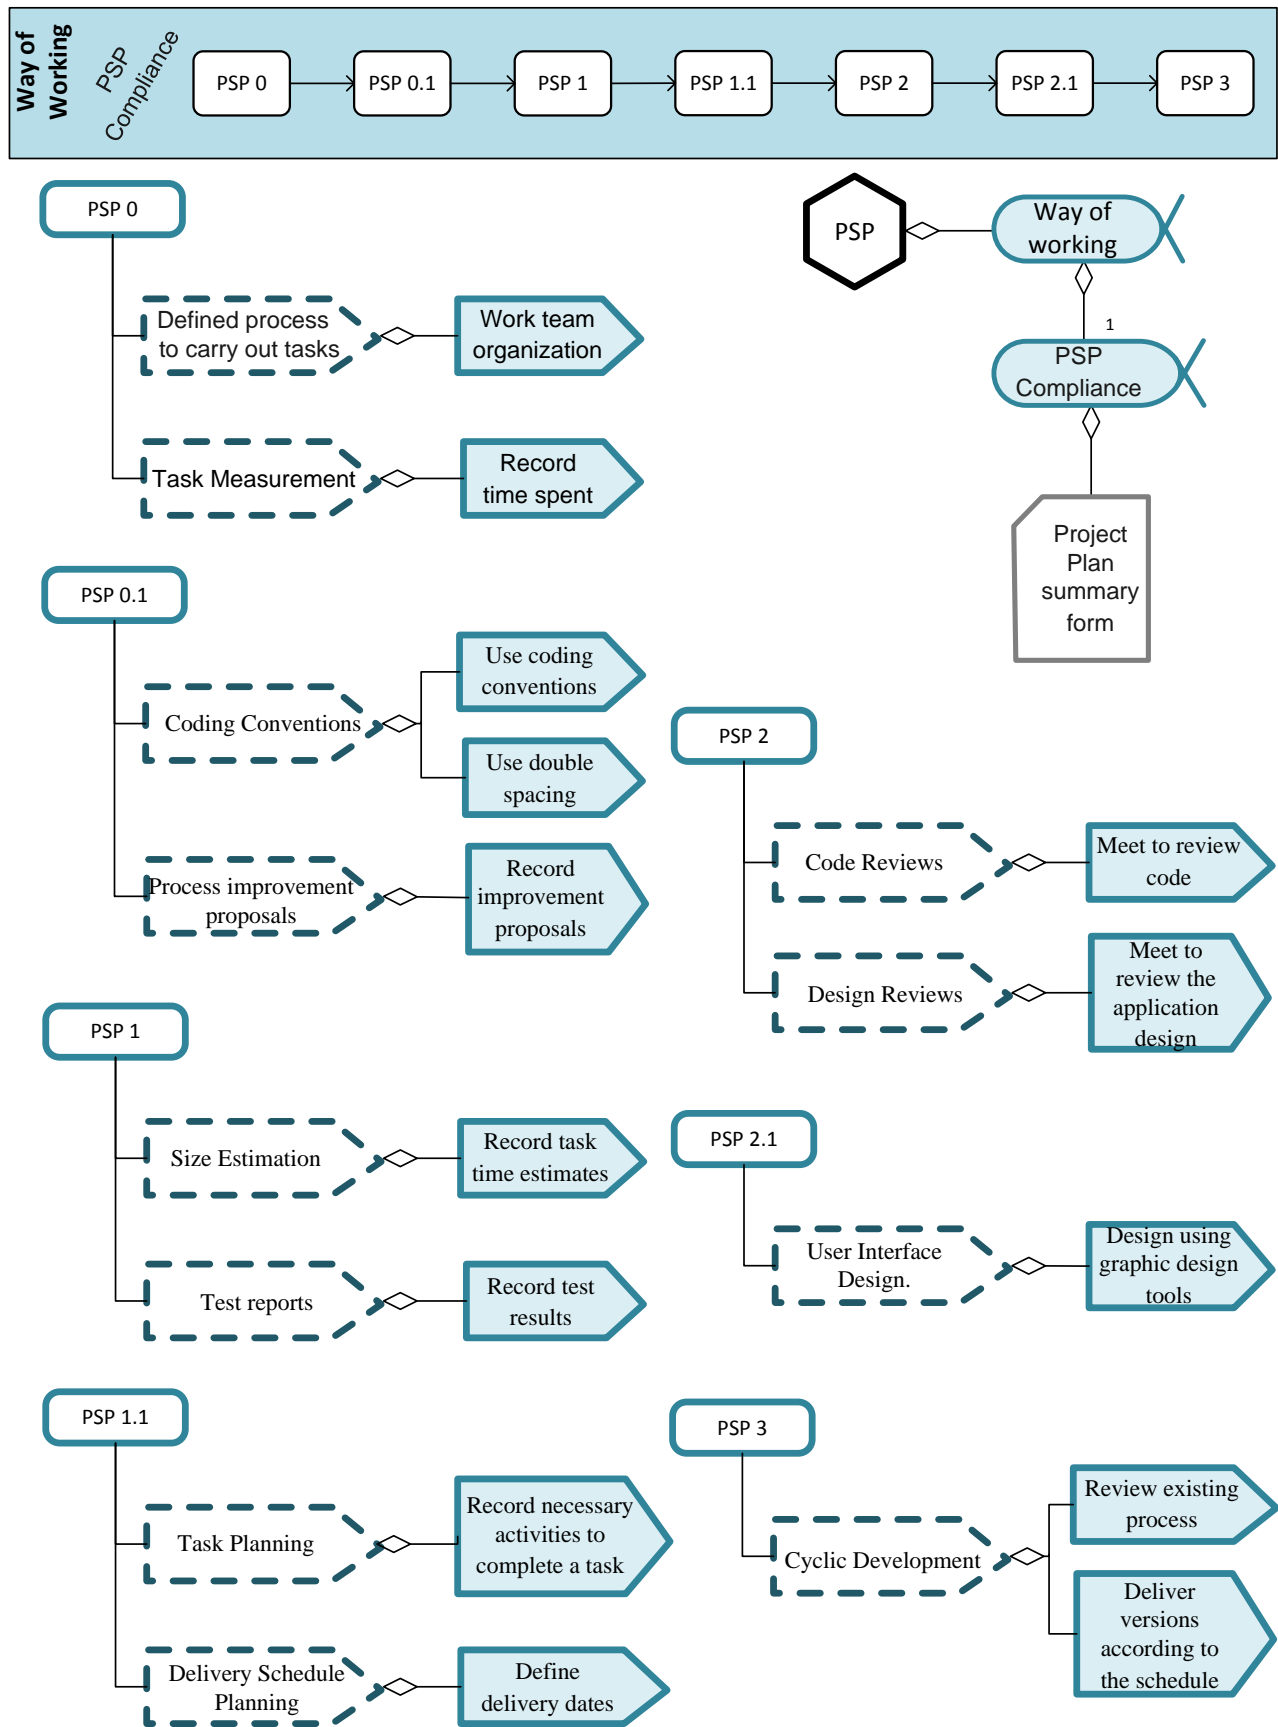 Way of
Working
PSP
Compliance
PSP 0
PSP 0.1
PSP 1
PSP 1.1
PSP 2
PSP 2.1
PSP 3
PSP 0
Defined process
to carry out tasks
Work team
organization
Task Measurement
Record
time spent
PSP
Way of
working
1
PSP
Compliance
Project
Plan
summary
form
PSP 0.1
Coding Conventions
Use coding
conventions
Use double
spacing
Process improvement
proposals
Record
improvement
proposals
PSP 1
Size Estimation
Record task
time estimates
Test reports
Record test
results
PSP 1.1
Task Planning
Record necessary
activities to
complete a task
Delivery Schedule
Planning
Define
delivery dates
PSP 2
Code Reviews
Meet to review
code
Design Reviews
Meet to
review the
application
design
PSP 2.1
User Interface
Design.
Design using
graphic design
tools
PSP 3
Cyclic Development
Review existing
process
Deliver
versions
according to
the schedule